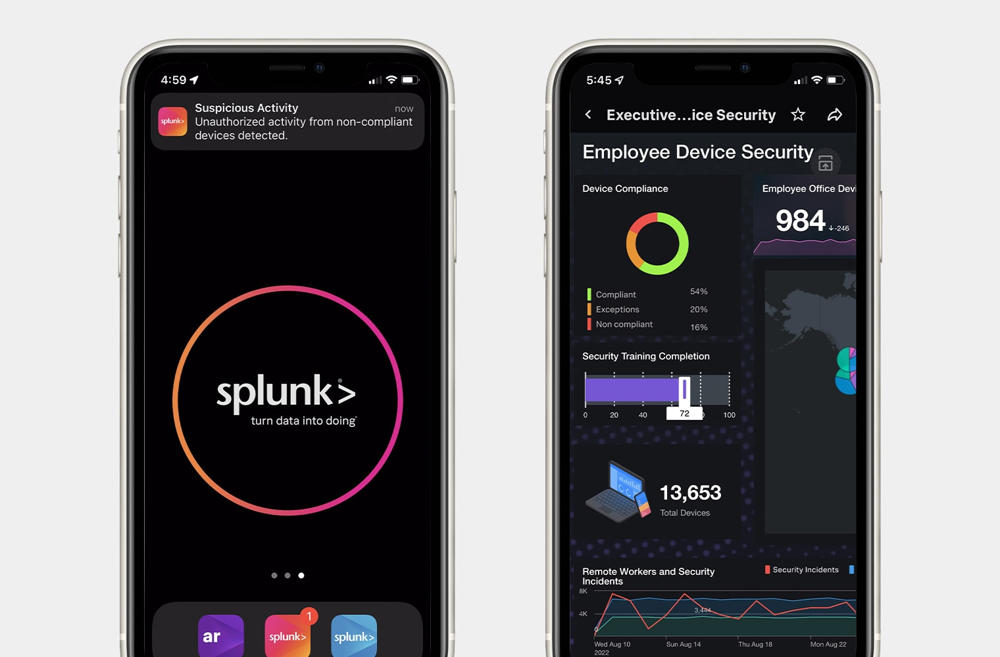 4:59
Suspicious Activity
now
splunk>
Unauthorized activity from non-compliant
devices detected.
splunk>®
turn data into doing®
ar
splunk>
1
splunk>
5:45
Executive...ice Security
Employee Device Security
Device Compliance
Compliant 54%
Exceptions 20%
Non compliant 16%
Employee Office Devi
984
-246
Security Training Completion
0 20 40 100
72
13,653
Total Devices
Remote Workers and Security
Incidents
Security Incidents
8K
4K
3,444
0
Wed Aug 10
2022
Sun Aug 14
Thu Aug 18
Mon Aug 22